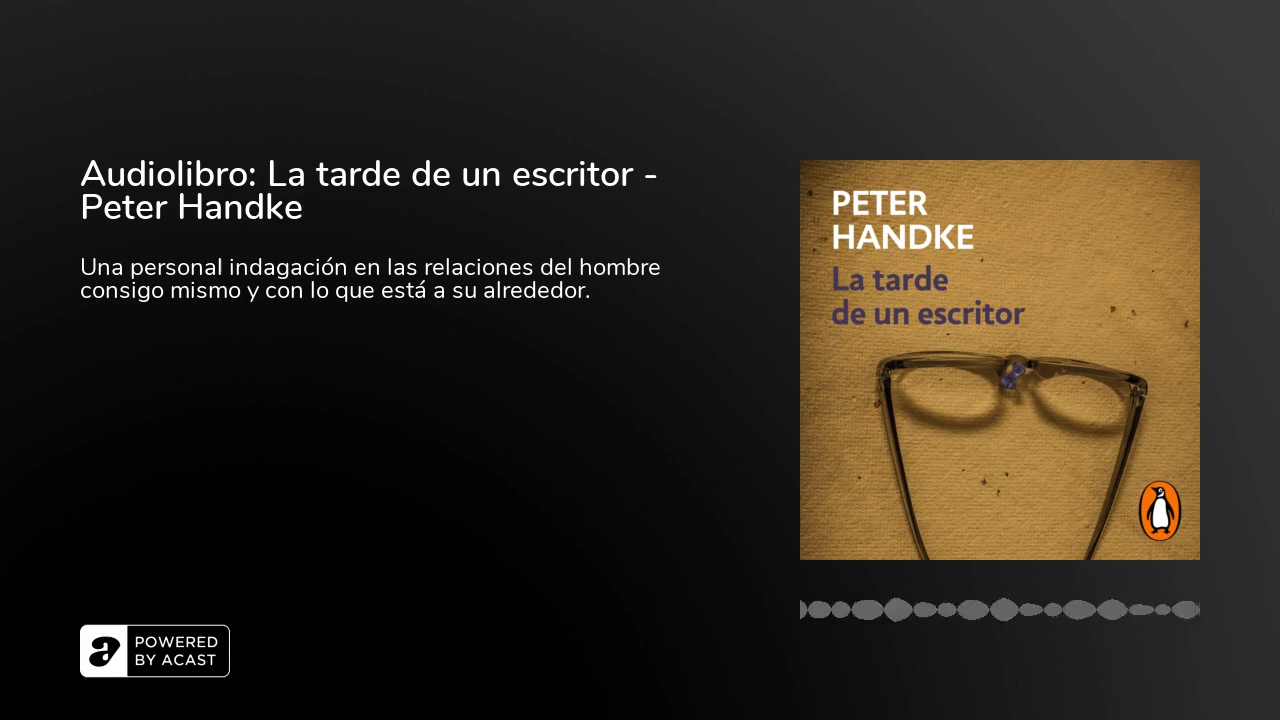 Audiolibro: La tarde de un escritor -
Peter Handke
Una personal indagación en las relaciones del hombre
consigo mismo y con lo que está a su alrededor.
PETER
HANDKE
La tarde
de un escritor
POWERED
BY ACAST